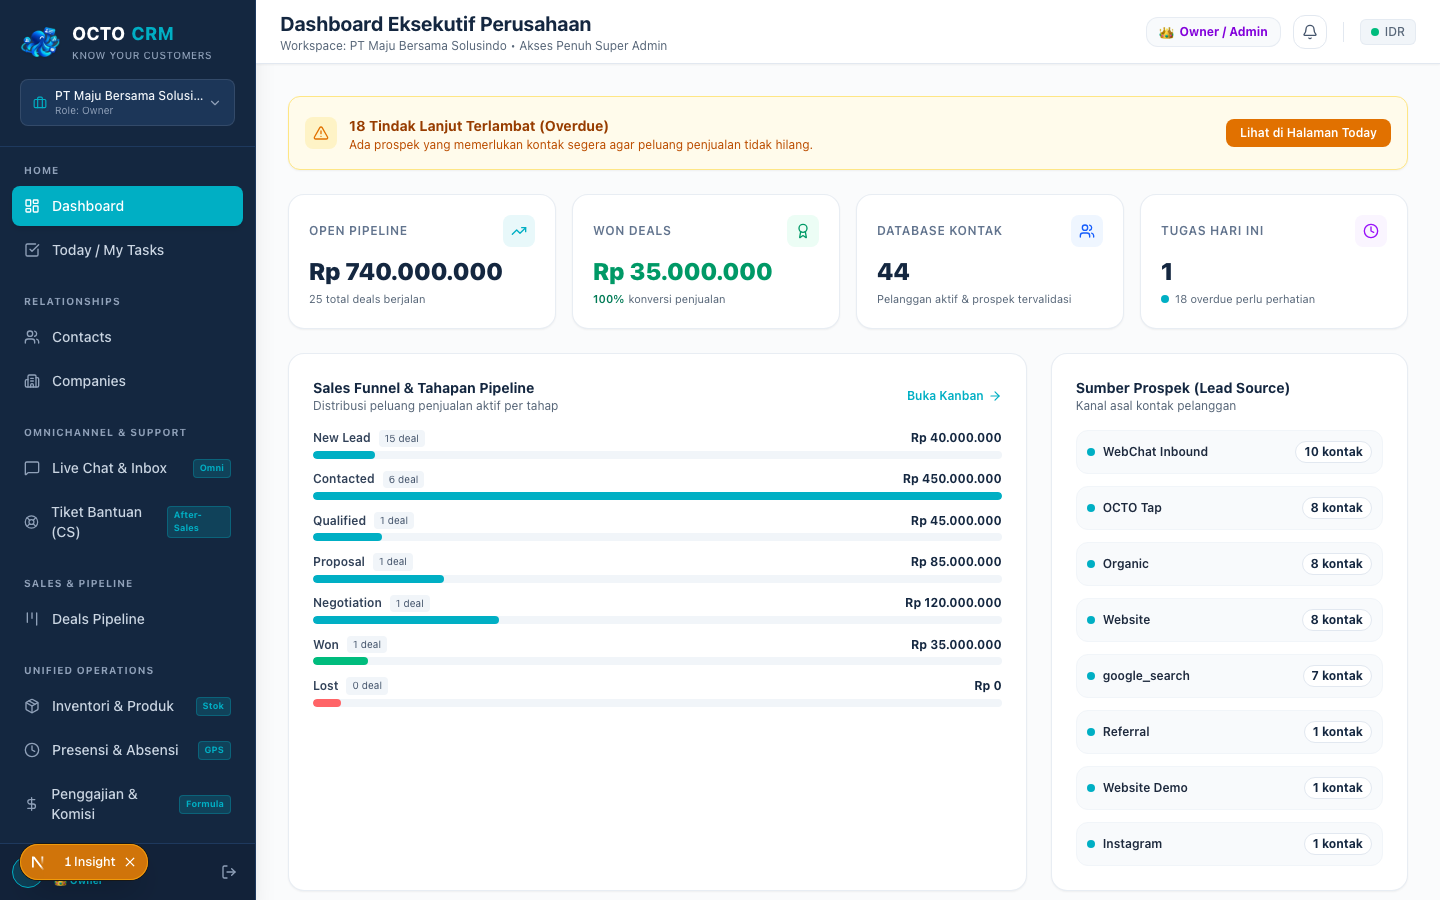 OCTO CRM
KNOW YOUR CUSTOMERS
PT Maju Bersama Solusi...
Role: Owner
HOME
Dashboard
Today / My Tasks
RELATIONSHIPS
Contacts
Companies
OMNICHANNEL & SUPPORT
Live Chat & Inbox
Omni
Tiket Bantuan
(CS)
After-
Sales
SALES & PIPELINE
Deals Pipeline
UNIFIED OPERATIONS
Inventori & Produk
Stok
Presensi & Absensi
GPS
Penggajian &
Komisi
Formula
1 Insight
Owner
Dashboard Eksekutif Perusahaan
Workspace: PT Maju Bersama Solusindo • Akses Penuh Super Admin
Owner / Admin
IDR
18 Tindak Lanjut Terlambat (Overdue)
Ada prospek yang memerlukan kontak segera agar peluang penjualan tidak hilang.
Lihat di Halaman Today
OPEN PIPELINE
Rp 740.000.000
25 total deals berjalan
WON DEALS
Rp 35.000.000
100% konversi penjualan
DATABASE KONTAK
44
Pelanggan aktif & prospek tervalidasi
TUGAS HARI INI
1
18 overdue perlu perhatian
Sales Funnel & Tahapan Pipeline
Distribusi peluang penjualan aktif per tahap
Buka Kanban →
New Lead 15 deal Rp 40.000.000
Contacted 6 deal Rp 450.000.000
Qualified 1 deal Rp 45.000.000
Proposal 1 deal Rp 85.000.000
Negotiation 1 deal Rp 120.000.000
Won 1 deal Rp 35.000.000
Lost 0 deal Rp 0
Sumber Prospek (Lead Source)
Kanal asal kontak pelanggan
WebChat Inbound 10 kontak
OCTO Tap 8 kontak
Organic 8 kontak
Website 8 kontak
google_search 7 kontak
Referral 1 kontak
Website Demo 1 kontak
Instagram 1 kontak